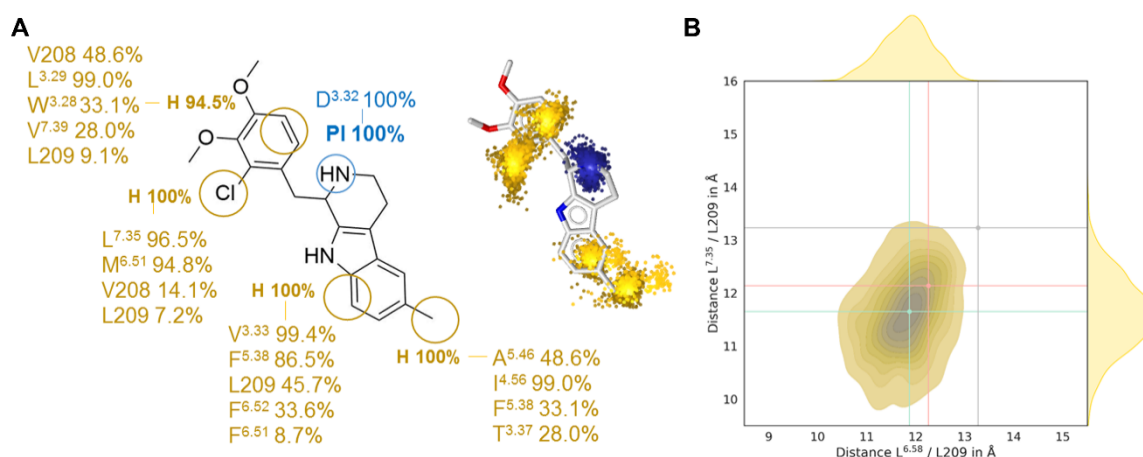 A
V208 48.6%
L3.29 99.0%
W3.28 33.1%
V7.39 28.0%
L209 9.1%
H 94.5%
D3.32 100%
PI 100%
O
O
Cl
HN
HN
H 100%
L7.35 96.5%
M6.51 94.8%
V208 14.1%
L209 7.2%
H 100%
V3.33 99.4%
F5.38 86.5%
L209 45.7%
F6.52 33.6%
F6.51 8.7%
H 100%
A5.46 48.6%
I4.56 99.0%
F5.38 33.1%
T3.37 28.0%
B
Distance L7.35 / L209 in Å
16
15
14
13
12
11
10
9
10
11
12
13
14
15
Distance L6.58 / L209 in Å